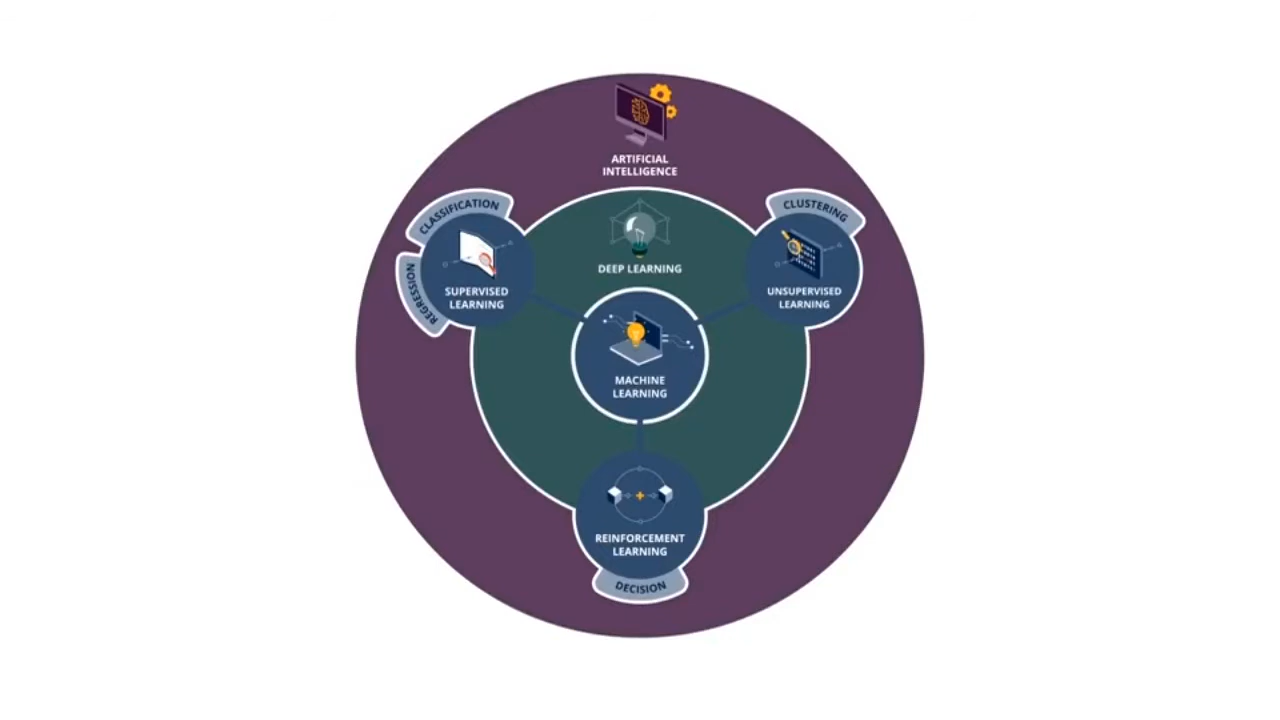 ARTIFICIAL
INTELLIGENCE
CLASSIFICATION
REGRESSION
SUPERVISED
LEARNING
DEEP LEARNING
CLUSTERING
UNSUPERVISED
LEARNING
MACHINE
LEARNING
REINFORCEMENT
LEARNING
DECISION